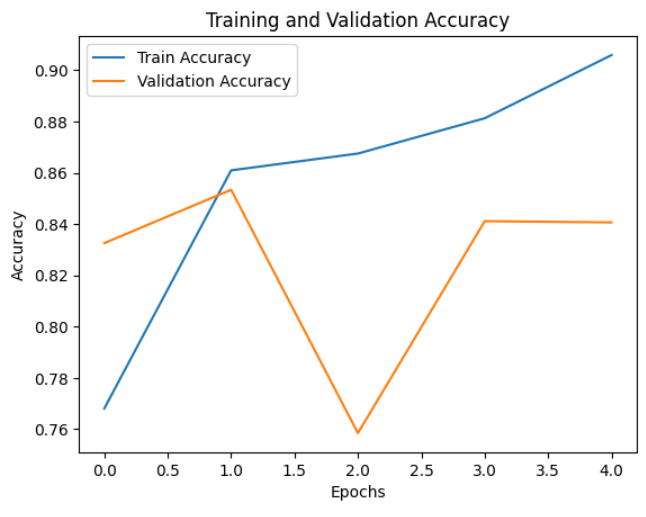 Training and Validation Accuracy
Train Accuracy
Validation Accuracy
0.90
0.88
0.86
0.84
0.82
0.80
0.78
0.76
Accuracy
0.0 0.5 1.0 1.5 2.0 2.5 3.0 3.5 4.0
Epochs